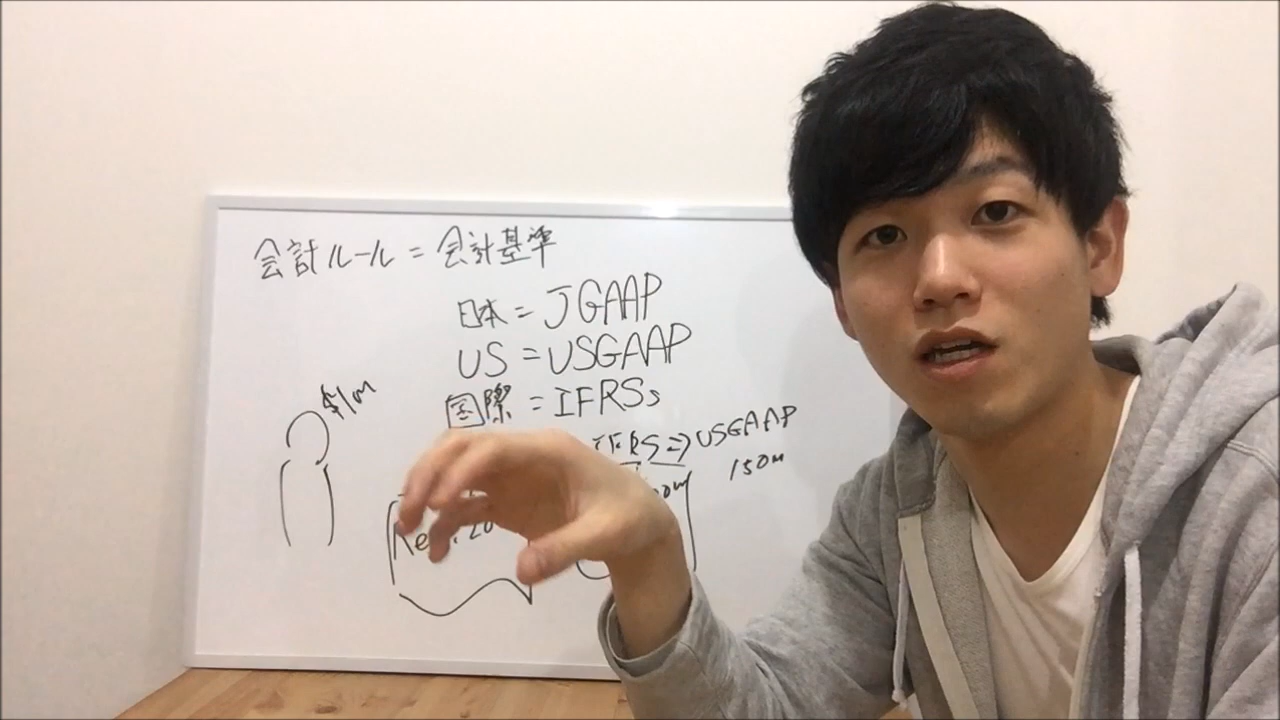 会計ルール = 会計基準
日本 = JGAAP
US = USGAAP
国際 = IFRSs
$1m
IFRS => USGAAP
150m